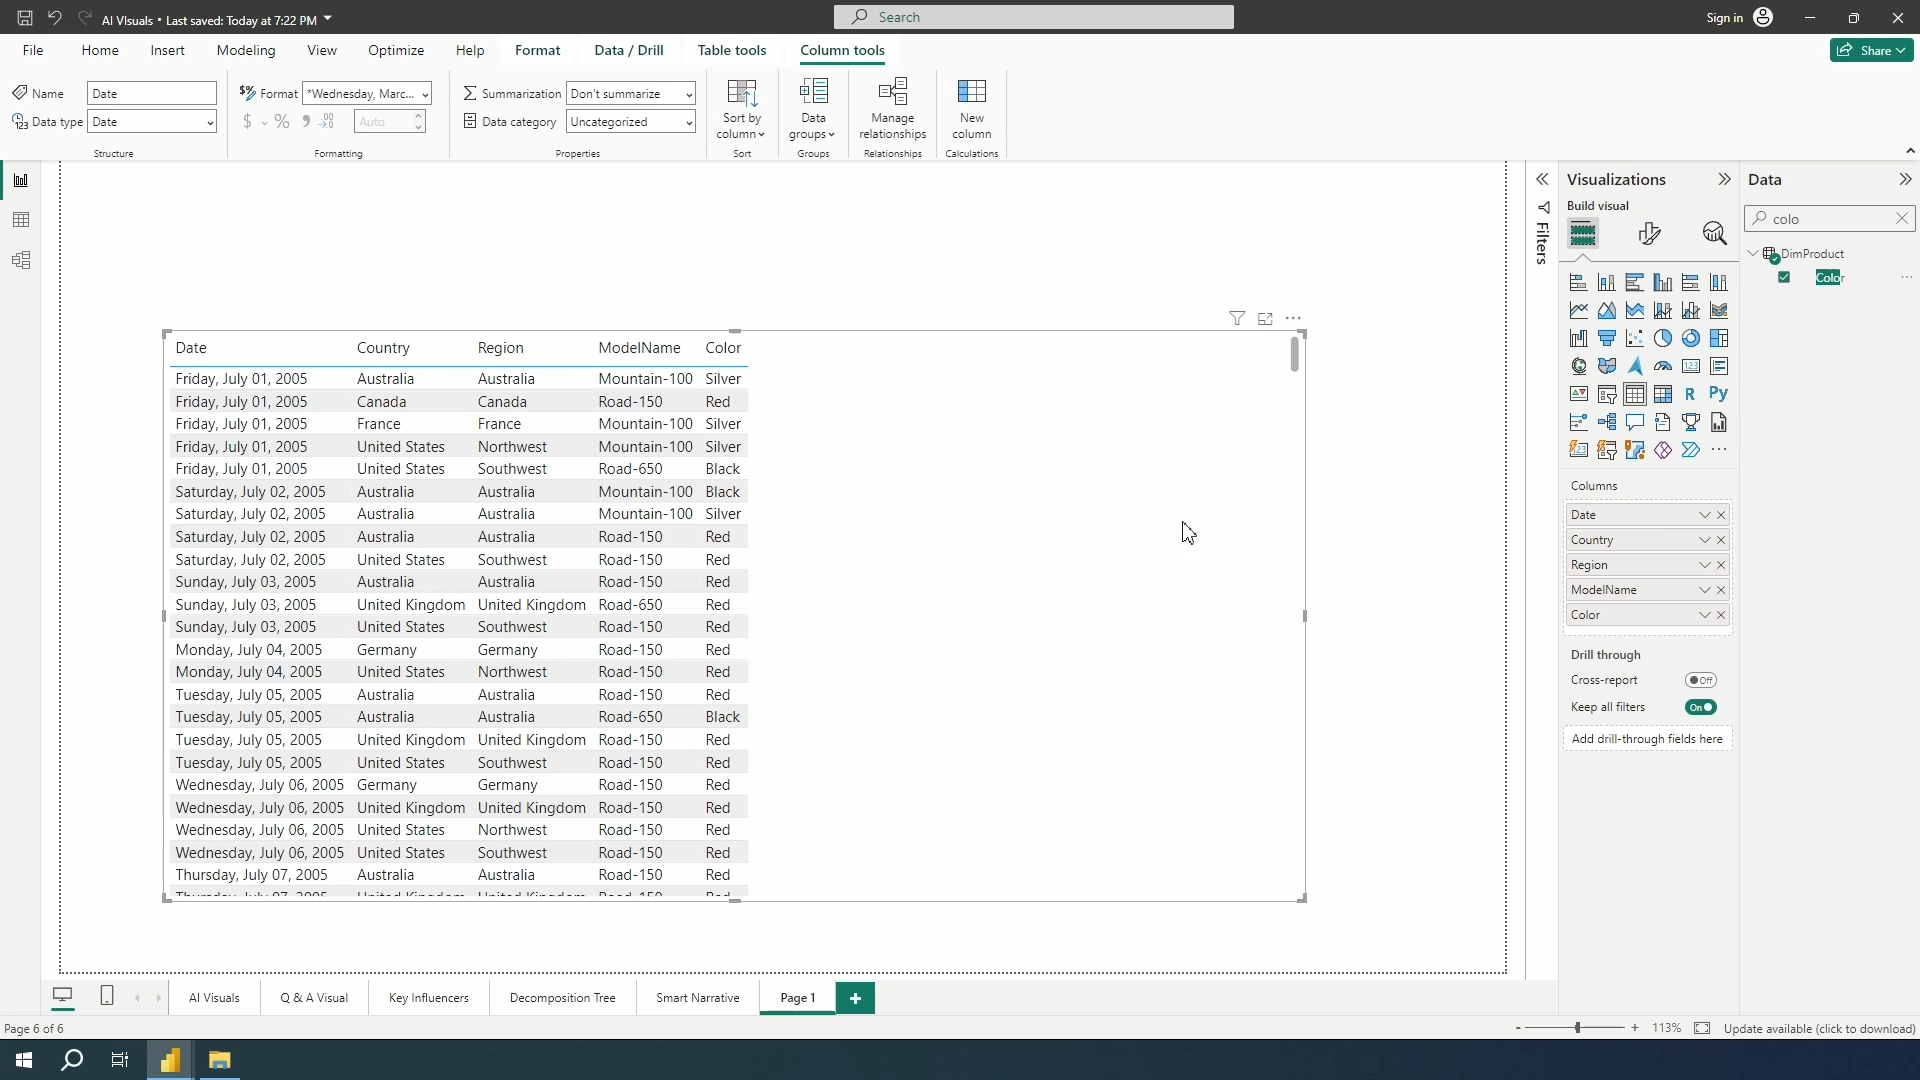 AI VIsuals • Last saved: Today at 7:22 PM
Search
Sign in
File Home Insert Modeling View Optimize Help Format Data / Drill Table tools Column tools
Share
Name Date
Data type Date
Structure
Format *Wednesday, Marc...
$ % Auto
Formatting
Summarization Don't summarize
Data category Uncategorized
Properties
Sort by column
Sort
Data groups
Groups
Manage relationships
Relationships
New column
Calculations
Date Country Region ModelName Color
Friday, July 01, 2005 Australia Australia Mountain-100 Silver
Friday, July 01, 2005 Canada Canada Road-150 Red
Friday, July 01, 2005 France France Mountain-100 Silver
Friday, July 01, 2005 United States Northwest Mountain-100 Silver
Friday, July 01, 2005 United States Southwest Road-650 Black
Saturday, July 02, 2005 Australia Australia Mountain-100 Black
Saturday, July 02, 2005 Australia Australia Mountain-100 Silver
Saturday, July 02, 2005 Australia Australia Road-150 Red
Saturday, July 02, 2005 United States Southwest Road-150 Red
Sunday, July 03, 2005 Australia Australia Road-150 Red
Sunday, July 03, 2005 United Kingdom United Kingdom Road-650 Red
Sunday, July 03, 2005 United States Southwest Road-150 Red
Monday, July 04, 2005 Germany Germany Road-150 Red
Monday, July 04, 2005 United States Northwest Road-150 Red
Tuesday, July 05, 2005 Australia Australia Road-150 Red
Tuesday, July 05, 2005 Australia Australia Road-650 Black
Tuesday, July 05, 2005 United Kingdom United Kingdom Road-150 Red
Tuesday, July 05, 2005 United States Southwest Road-150 Red
Wednesday, July 06, 2005 Germany Germany Road-150 Red
Wednesday, July 06, 2005 United Kingdom United Kingdom Road-150 Red
Wednesday, July 06, 2005 United States Northwest Road-150 Red
Wednesday, July 06, 2005 United States Southwest Road-150 Red
Thursday, July 07, 2005 Australia Australia Road-150 Red
Thursday, July 07, 2005 United Kingdom United Kingdom Road-150 Red
Filters
Visualizations
Build visual
R Py
123
Columns
Date
Country
Region
ModelName
Color
Drill through
Cross-report Off
Keep all filters On
Add drill-through fields here
Data
colo
DimProduct
Color
AI Visuals Q & A Visual Key Influencers Decomposition Tree Smart Narrative Page 1 +
Page 6 of 6
- + 113% Update available (click to download)